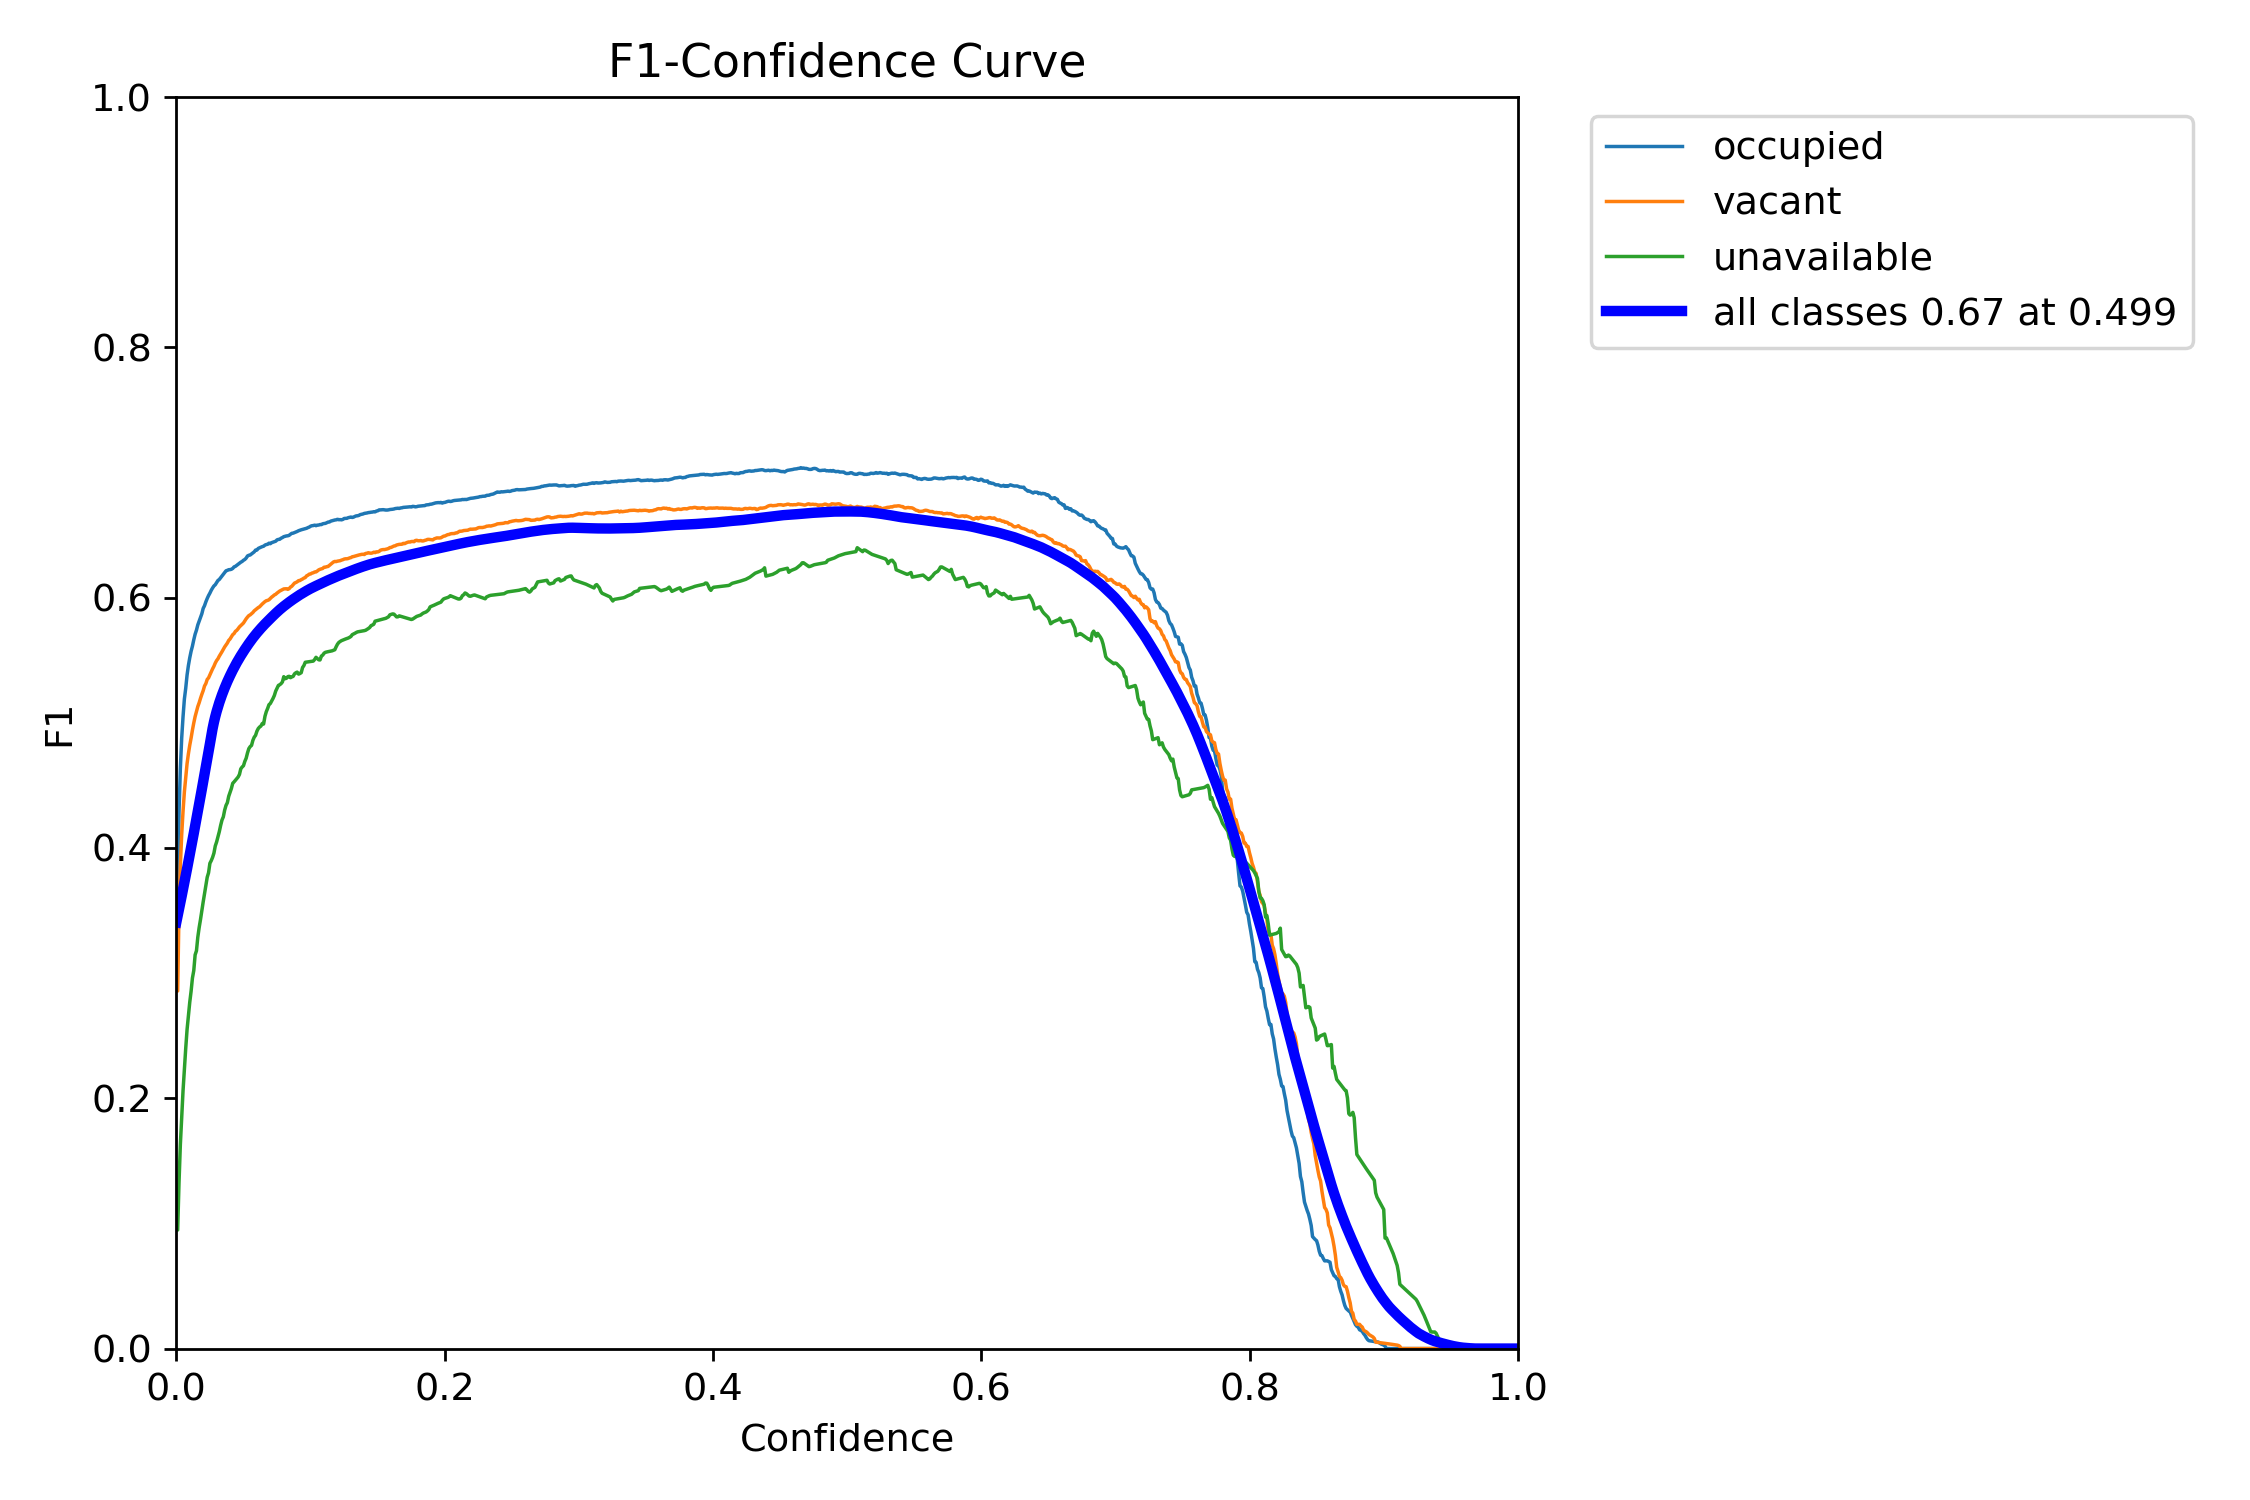 F1-Confidence Curve
1.0
0.8
0.6
0.4
0.2
0.0
F1
0.0 0.2 0.4 0.6 0.8 1.0
Confidence
occupied
vacant
unavailable
all classes 0.67 at 0.499